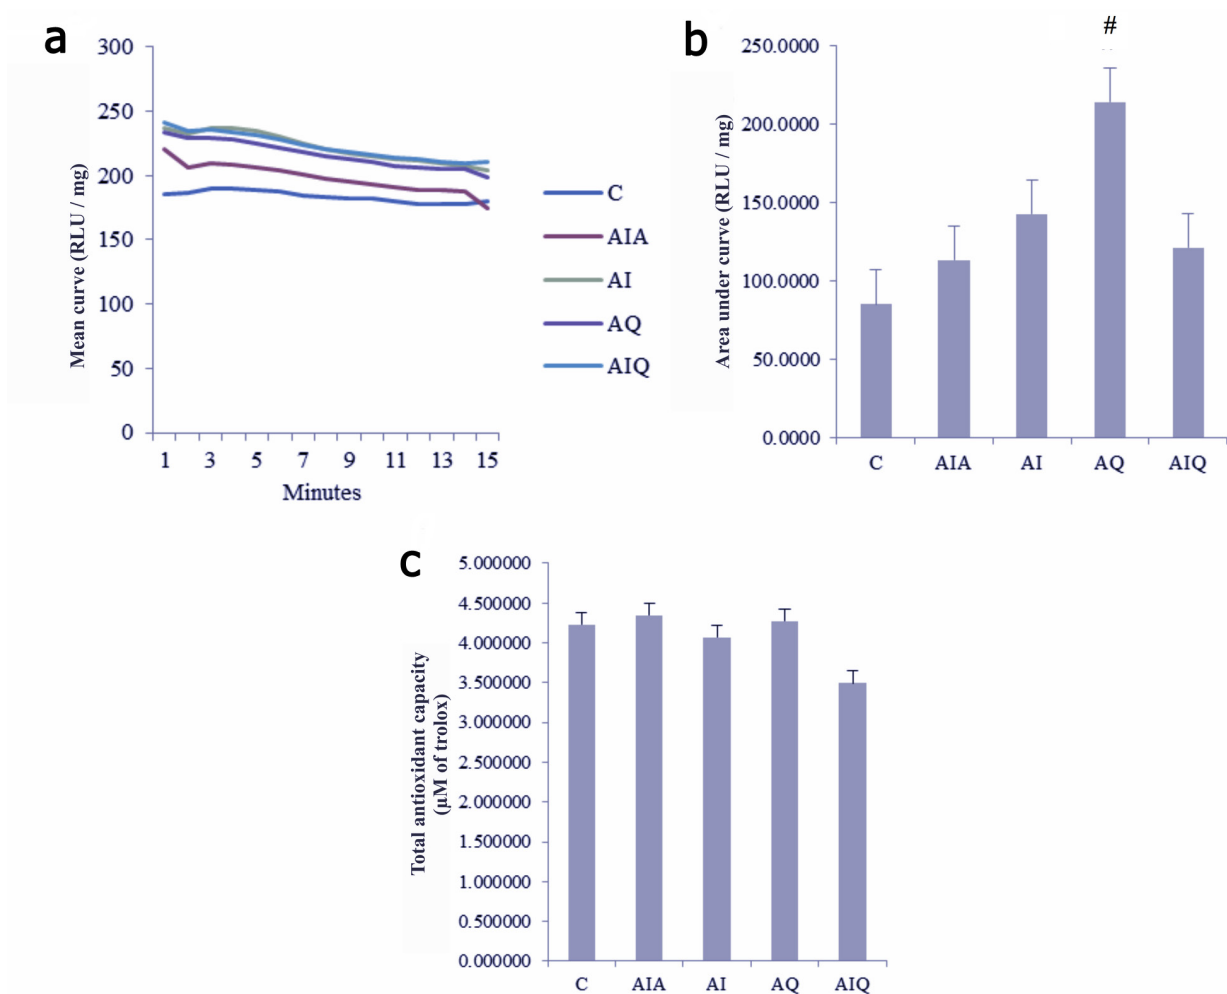 a
300
250
200
150
100
50
0
Mean curve (RLU / mg)
1 3 5 7 9 11 13 15
Minutes
C
AIA
AI
AQ
AIQ
b
#
250.0000
200.0000
150.0000
100.0000
50.0000
0.0000
Area under curve (RLU / mg)
C AIA AI AQ AIQ
c
5.000000
4.500000
4.000000
3.500000
3.000000
2.500000
2.000000
1.500000
1.000000
0.500000
0.000000
Total antioxidant capacity
(µM of trolox)
C AIA AI AQ AIQ